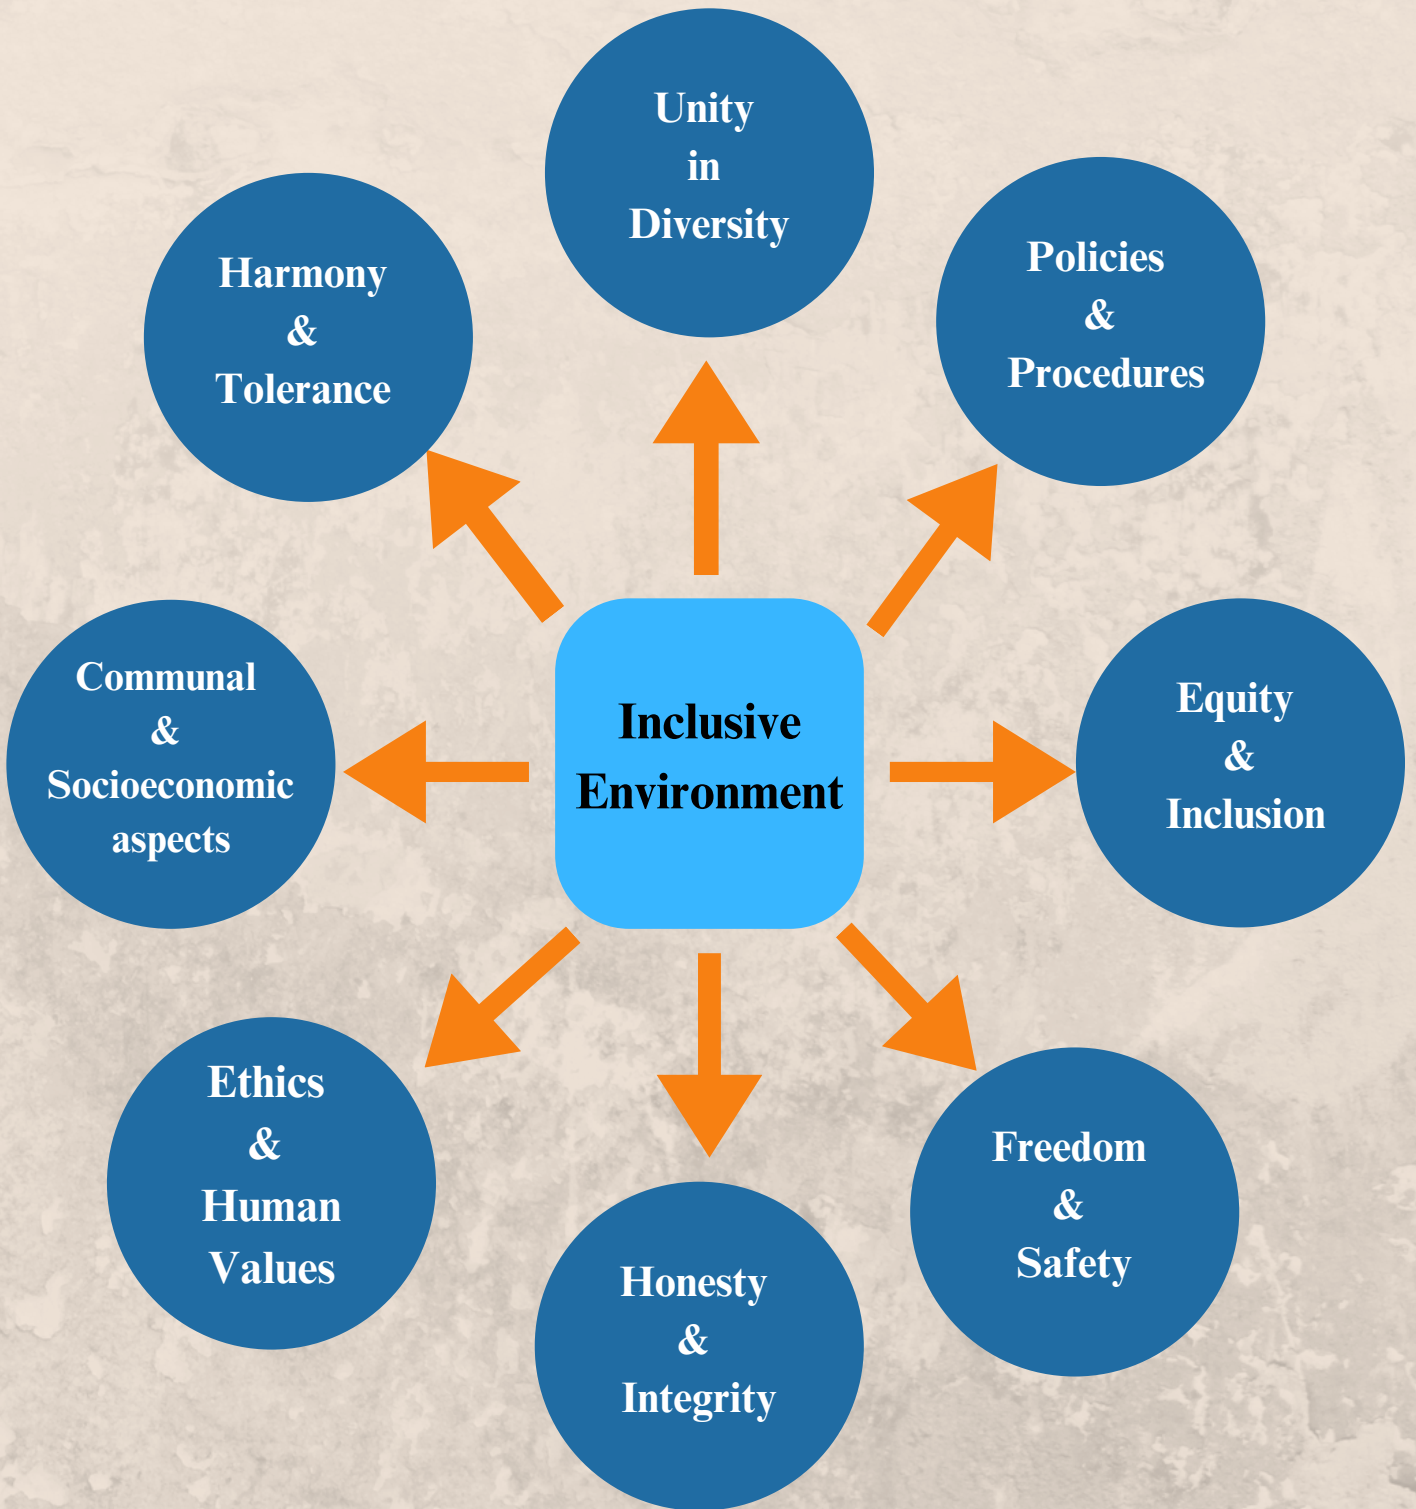 Unity
in
Diversity
Policies
&
Procedures
Equity
&
Inclusion
Freedom
&
Safety
Honesty
&
Integrity
Ethics
&
Human
Values
Communal
&
Socioeconomic
aspects
Harmony
&
Tolerance
Inclusive
Environment